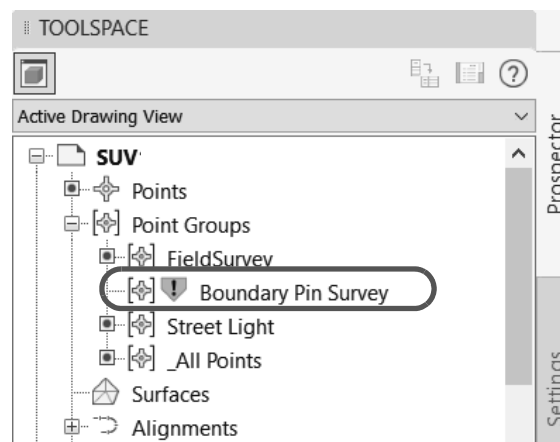 TOOLSPACE
?
Active Drawing View
SUV
Points
Point Groups
FieldSurvey
! Boundary Pin Survey
Street Light
_All Points
Surfaces
Alignments
Prospector
Settings